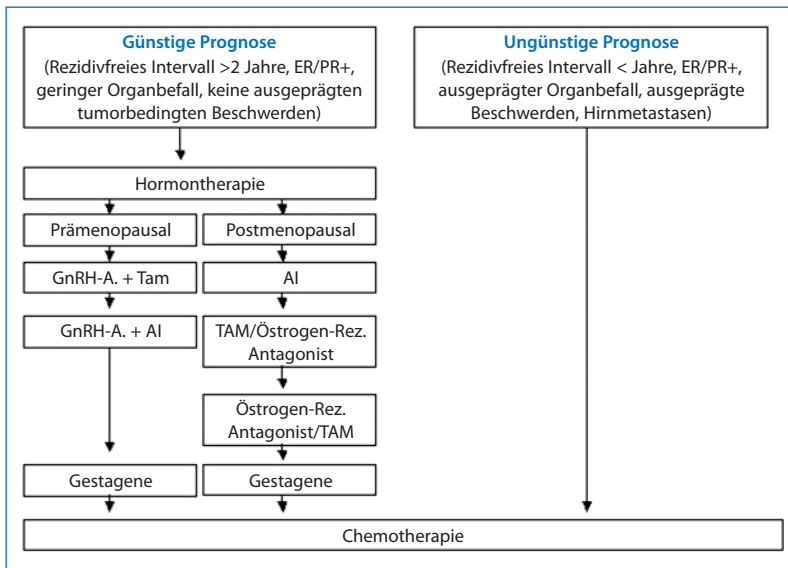 Günstige Prognose
(Rezidivfreies Intervall >2 Jahre, ER/PR+,
geringer Organbefall, keine ausgeprägten
tumorbedingten Beschwerden)
Ungünstige Prognose
(Rezidivfreies Intervall < Jahre, ER/PR+,
ausgeprägter Organbefall, ausgeprägte
Beschwerden, Hirnmetastasen)
Hormontherapie
Prämenopausal
Postmenopausal
GnRH-A. + Tam
AI
GnRH-A. + AI
TAM/Östrogen-Rez.
Antagonist
Östrogen-Rez.
Antagonist/TAM
Gestagene
Gestagene
Chemotherapie